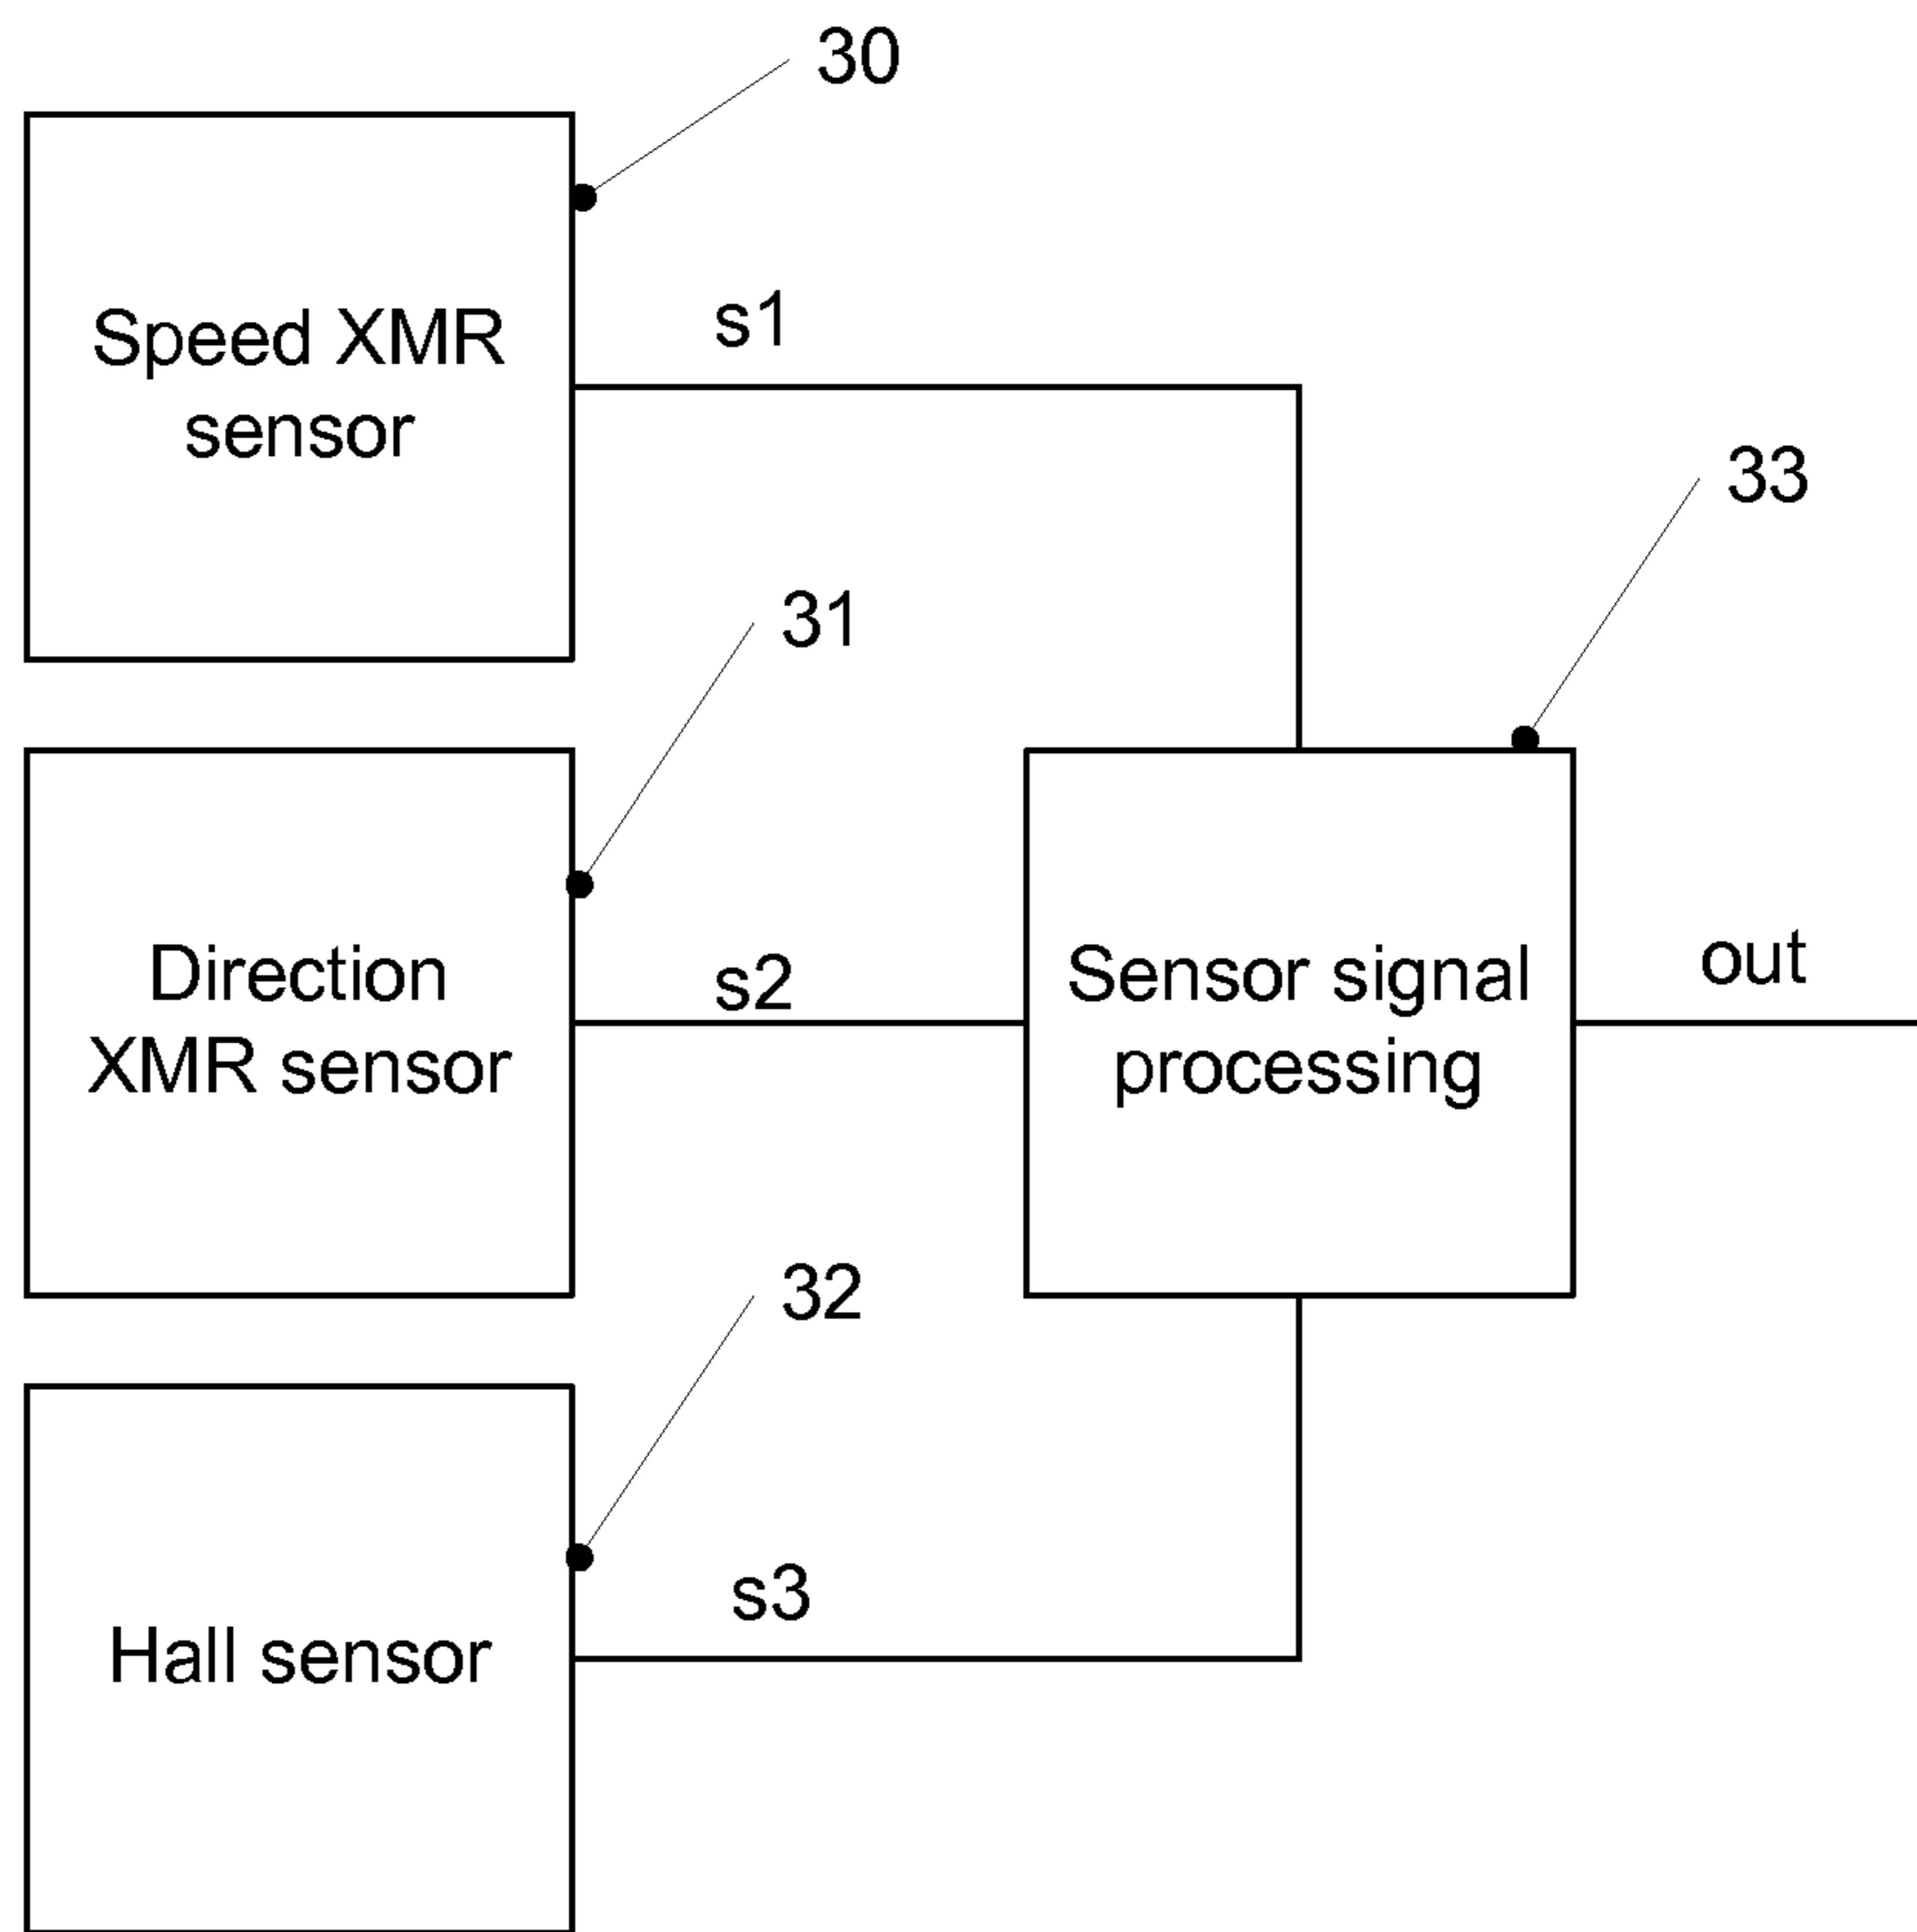 30
Speed XMR
sensor
s1
33
31
Direction
XMR sensor
s2
Sensor signal
processing
out
32
Hall sensor
s3